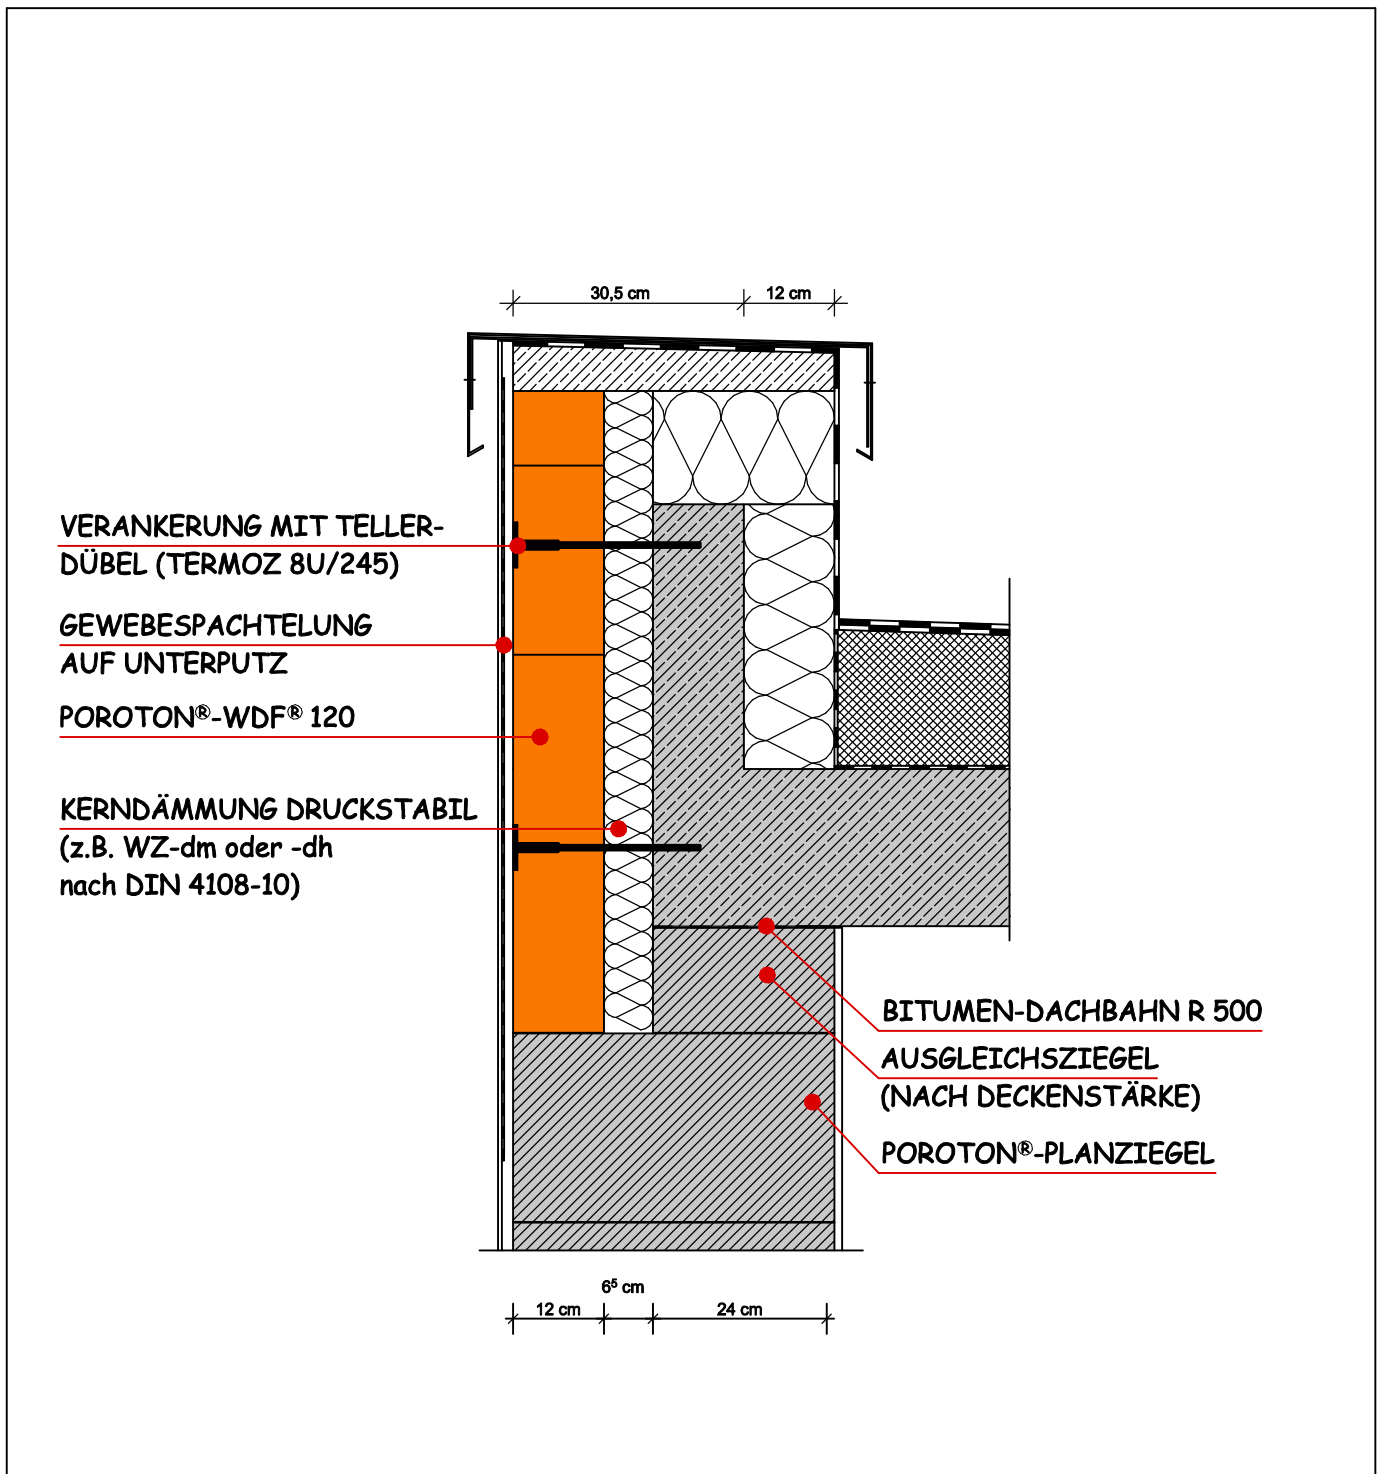 30,5 cm
12 cm
VERANKERUNG MIT TELLER-
DÜBEL (TERMOZ 8U/245)
GEWEBESPACHTELUNG
AUF UNTERPUTZ
POROTON®-WDF® 120
KERNDÄMMUNG DRUCKSTABIL
(z.B. WZ-dm oder -dh
nach DIN 4108-10)
BITUMEN-DACHBAHN R 500
AUSGLEICHSZIEGEL
(NACH DECKENSTÄRKE)
POROTON®-PLANZIEGEL
6⁵ cm
12 cm
24 cm